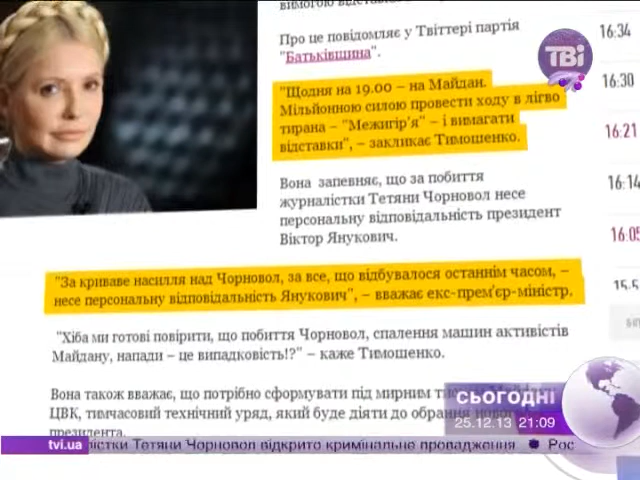 вимогою відставки
Про це повідомляє у Твіттері партія
"Батьківщина".
"Щодня на 19.00 – на Майдан.
Мільйонною силою провести ходу в лігво
тирана – "Межигір'я" – і вимагати
відставки", – закликає Тимошенко.
Вона запевняє, що за побиття
журналістки Тетяни Чорновол несе
персональну відповідальність президент
Віктор Янукович.
"За криваве насилля над Чорновол, за все, що відбувалося останнім часом, –
несе персональну відповідальність Янукович", – вважає екс-прем'єр-міністр.
"Хіба ми готові повірити, що побиття Чорновол, спалення машин активістів
Майдану, напади – це випадковість!?" – каже Тимошенко.
Вона також вважає, що потрібно сформувати під мирним
ЦВК, тимчасовий технічний уряд, який буде діяти до обрання
президента.
16:34
16:30
16:21
16:14
16:05
ТВі
СЬОГОДНІ
25.12.13 21:09
tvi.ua істки Тетяни Чорновол відкрито кримінальне провадження Рос